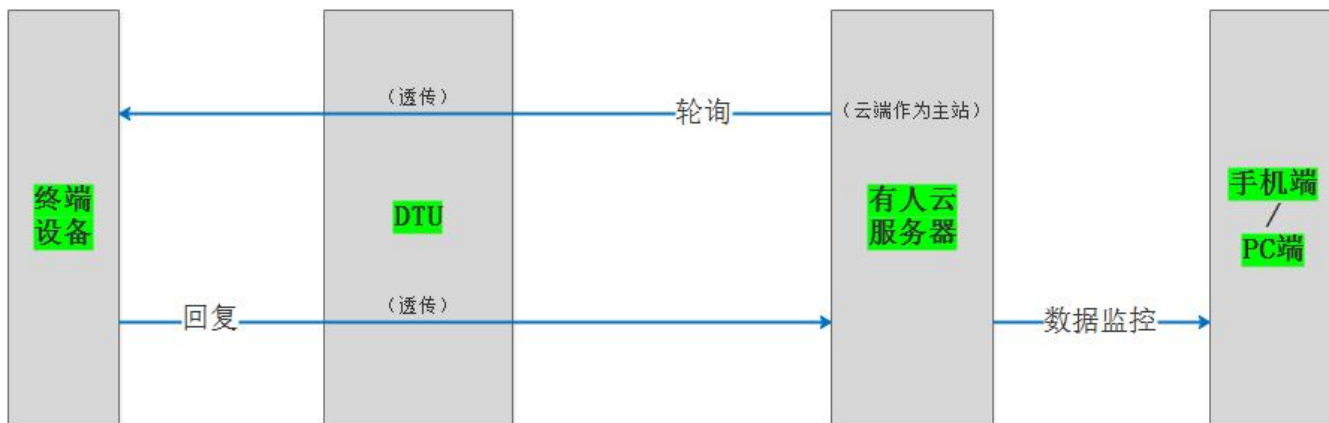 （透传）
轮询
（云端作为主站）
终端
设备
DTU
有人云
服务器
手机端
/
PC端
回复
（透传）
数据监控